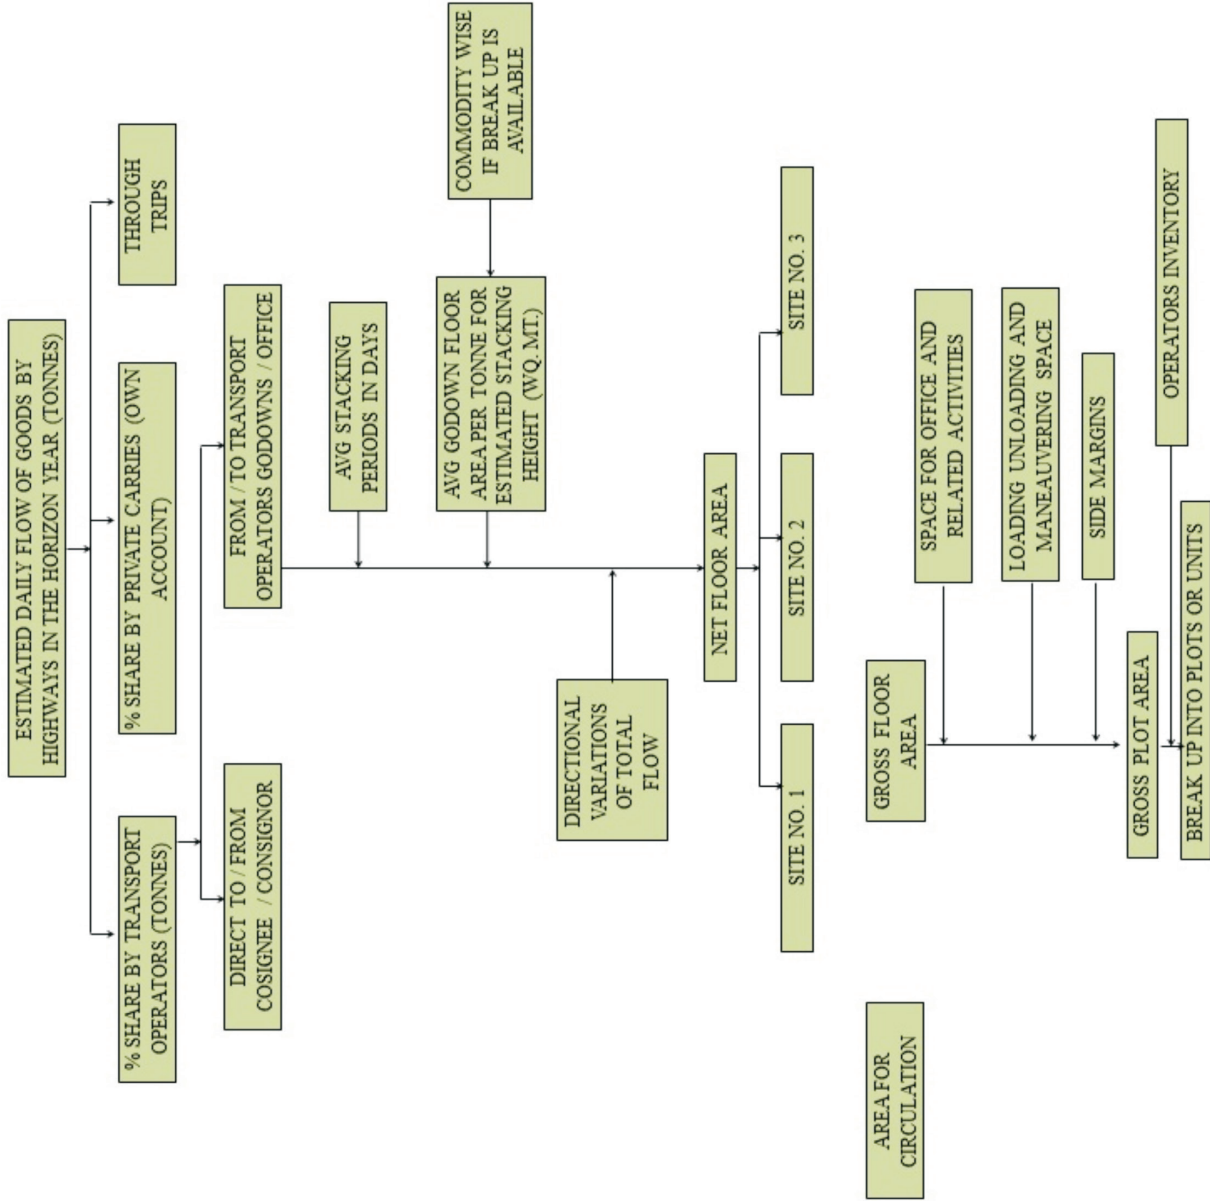 ESTIMATED DAILY FLOW OF GOODS BY
HIGHWAYS IN THE HORIZON YEAR (TONNES)
% SHARE BY TRANSPORT
OPERATORS (TONNES)
% SHARE BY PRIVATE CARRIES (OWN
ACCOUNT)
THROUGH
TRIPS
DIRECT TO / FROM
COSIGNEE / CONSIGNOR
FROM / TO TRANSPORT
OPERATORS GODOWNS / OFFICE
AVG STACKING
PERIODS IN DAYS
AVG GODOWN FLOOR
AREA PER TONNE FOR
ESTIMATED STACKING
HEIGHT (WQ. MT.)
COMMODITY WISE
IF BREAK UP IS
AVAILABLE
DIRECTIONAL
VARIATIONS
OF TOTAL
FLOW
NET FLOOR AREA
SITE NO. 1
SITE NO. 2
SITE NO. 3
AREA FOR
CIRCULATION
GROSS FLOOR
AREA
SPACE FOR OFFICE AND
RELATED ACTIVITIES
LOADING UNLOADING AND
MANEAUVERING SPACE
SIDE MARGINS
GROSS PLOT AREA
OPERATORS INVENTORY
BREAK UP INTO PLOTS OR UNITS